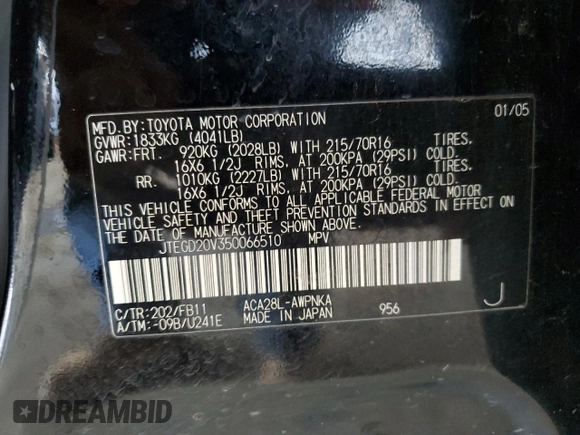 MFD.BY:TOYOTA MOTOR CORPORATION 01/05
GVWR:1833KG (4041LB)
GAWR:FRT. 920KG (2028LB) WITH 215/70R16 TIRES.
16X6 1/2J RIMS, AT 200KPA (29PSI) COLD.
RR. 1010KG (2227LB) WITH 215/70R16 TIRES.
16X6 1/2J RIMS, AT 200KPA (29PSI) COLD.
THIS VEHICLE CONFORMS TO ALL APPLICABLE FEDERAL MOTOR
VEHICLE SAFETY AND THEFT PREVENTION STANDARDS IN EFFECT
ON THE DATE OF MANUFACTURE SHOWN ABOVE.
JTEGD20V350066510 MPV
C/TR:202/FB11 ACA28L-AWPNKA 956 J
A/TM:-09B/U241E MADE IN JAPAN
DREAMBID